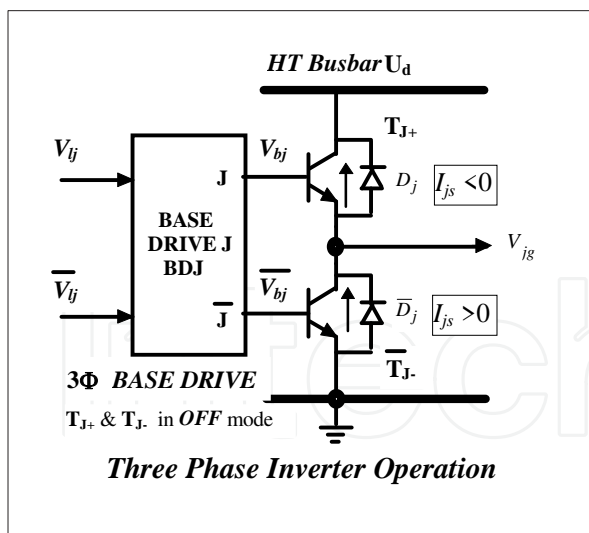 HT Busbar U_d
T_J+
V_lj
V_bj
J
D_j
I_js <0
BASE
DRIVE J
BDJ
V_jg
V̅_lj
V̅_bj
J̅
D̅_j
I_js >0
T̅_J-
3Φ BASE DRIVE
T_J+ & T_J- in OFF mode
Three Phase Inverter Operation